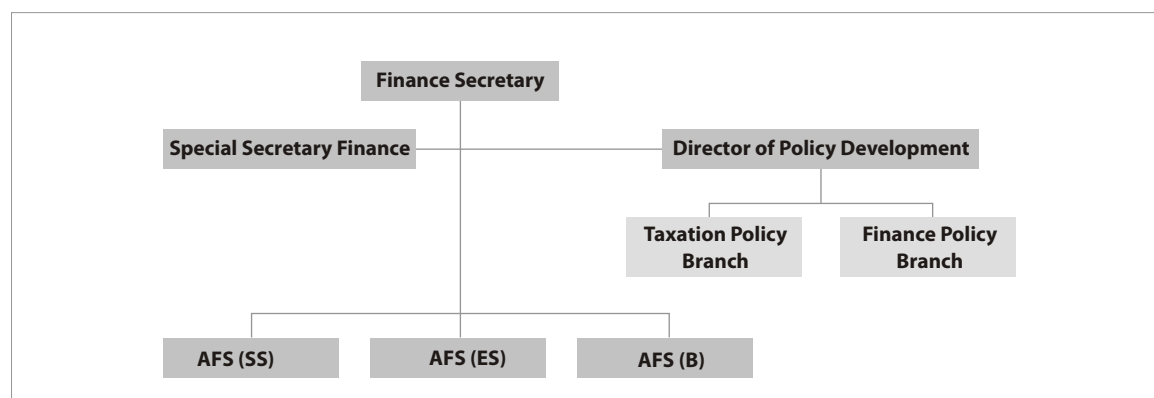 Finance Secretary
Special Secretary Finance
Director of Policy Development
Taxation Policy
Branch
Finance Policy
Branch
AFS (SS)
AFS (ES)
AFS (B)